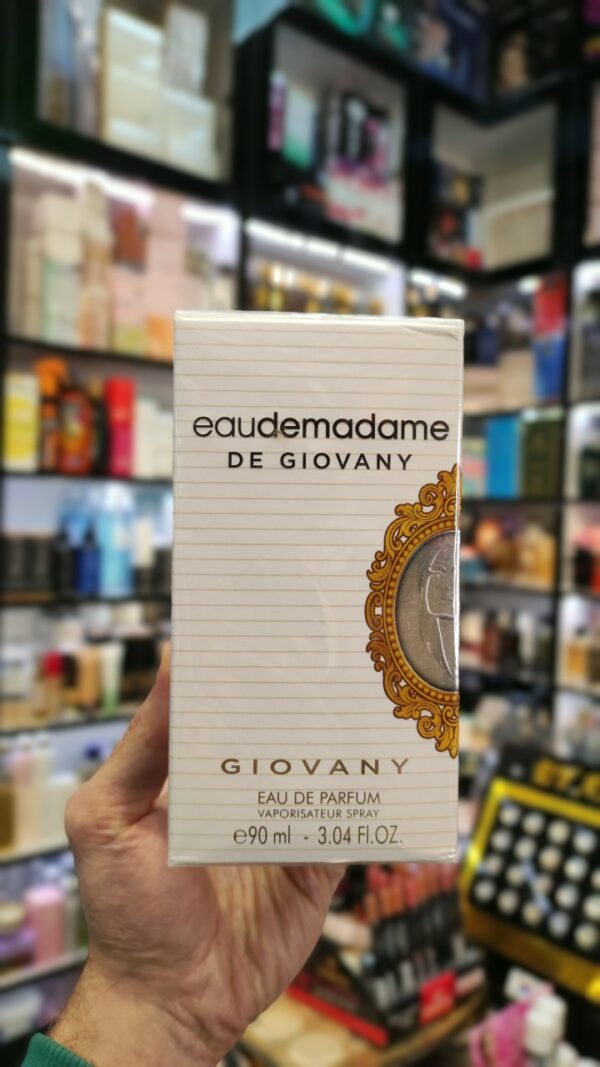 eaudemadame
DE GIOVANY
GIOVANY
EAU DE PARFUM
VAPORISATEUR SPRAY
℮90 ml - 3.04 Fl.OZ.